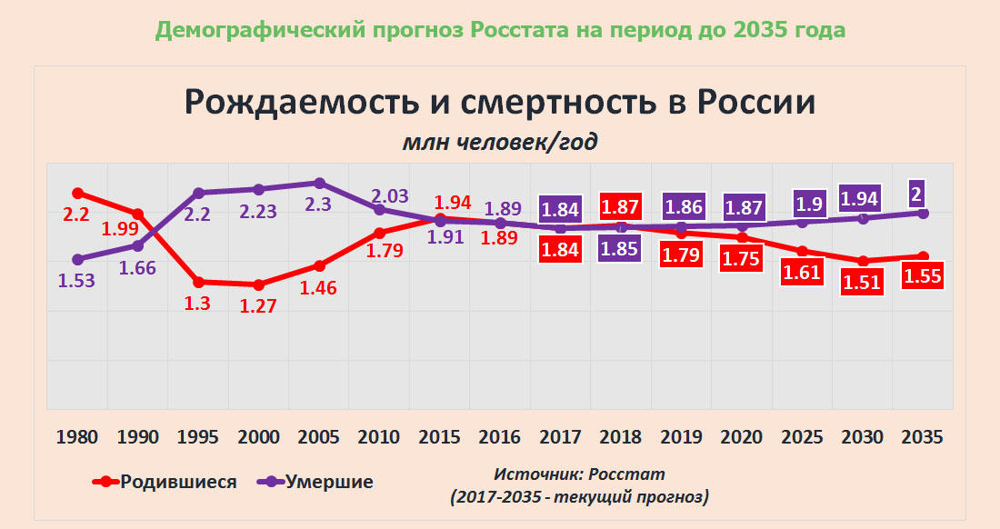 Демографический прогноз Росстата на период до 2035 года
Рождаемость и смертность в России
млн человек/год
2.2 1.99 1.3 1.27 1.46 1.79 1.94 1.89 1.84 1.87 1.79 1.75 1.61 1.51 1.55
1.53 1.66 2.2 2.23 2.3 2.03 1.91 1.89 1.84 1.85 1.86 1.87 1.9 1.94 2
1980 1990 1995 2000 2005 2010 2015 2016 2017 2018 2019 2020 2025 2030 2035
Родившиеся Умершие
Источник: Росстат
(2017-2035 - текущий прогноз)